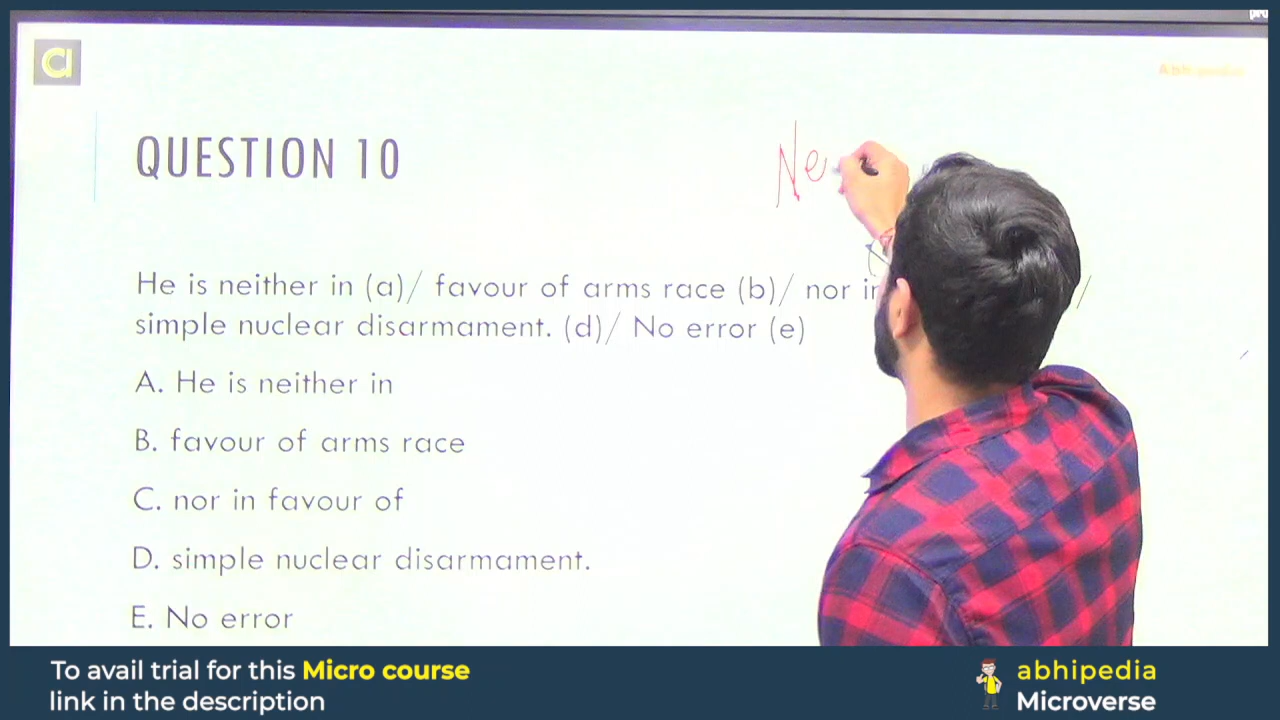 Abhipedia
QUESTION 10
Ne
He is neither in (a)/ favour of arms race (b)/ nor in /
simple nuclear disarmament. (d)/ No error (e)
A. He is neither in
B. favour of arms race
C. nor in favour of
D. simple nuclear disarmament.
E. No error
To avail trial for this Micro course
link in the description
abhipedia
Microverse